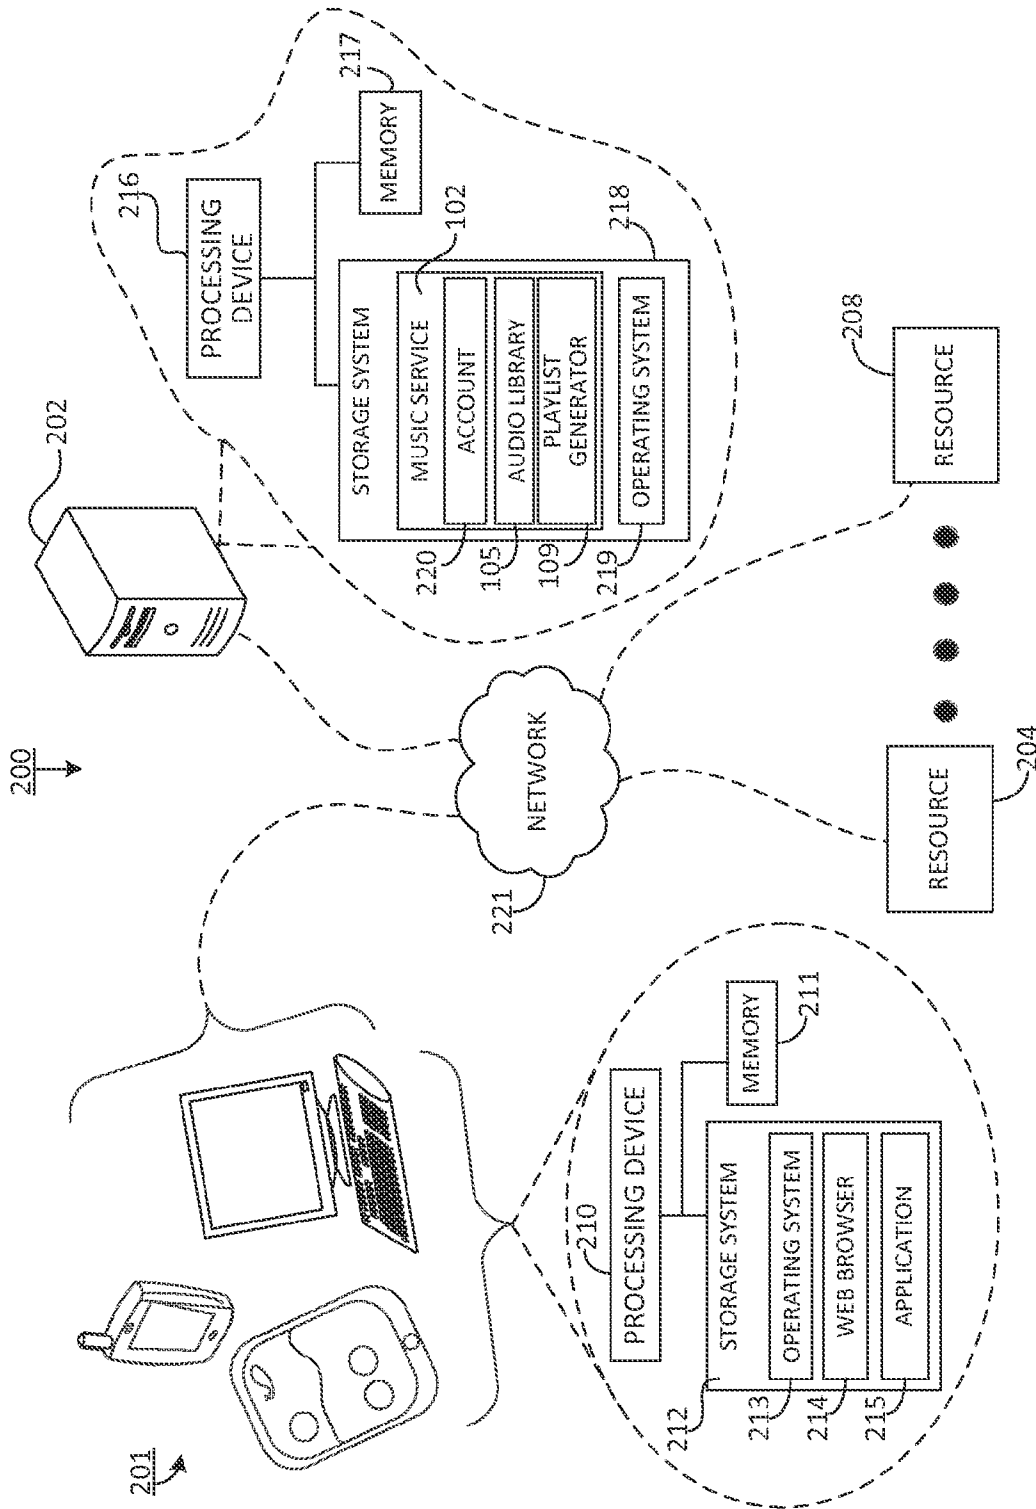 200
201
202
216
PROCESSING
DEVICE
217
MEMORY
STORAGE SYSTEM
218
MUSIC SERVICE
102
220
ACCOUNT
105
AUDIO LIBRARY
109
PLAYLIST
GENERATOR
219
OPERATING SYSTEM
NETWORK
221
210
PROCESSING DEVICE
MEMORY
211
212
STORAGE SYSTEM
213
OPERATING SYSTEM
214
WEB BROWSER
215
APPLICATION
RESOURCE
204
RESOURCE
208